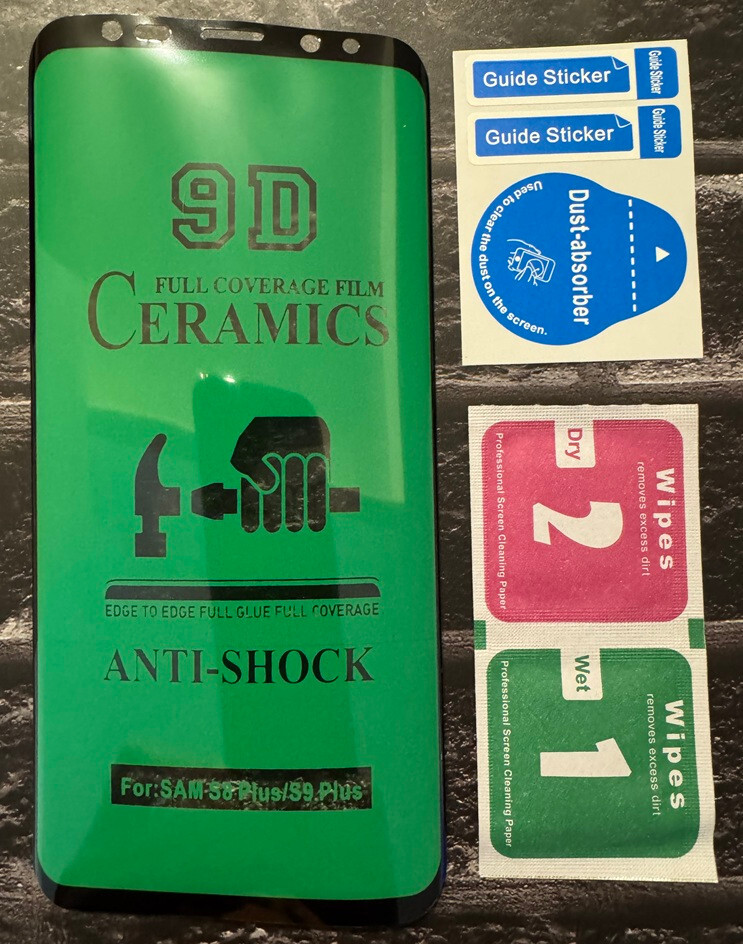 9D
FULL COVERAGE FILM
CERAMICS
EDGE TO EDGE FULL GLUE FULL COVERAGE
ANTI-SHOCK
For:SAM S8 Plus/S9 Plus
Guide Sticker
Guide Sticker
Guide Sticker
Guide Sticker
Dust-absorber
Used to clear the dust on the screen.
Wipes
removes excess dirt
Dry
2
Professional Screen Cleaning Paper
Wipes
removes excess dirt
Wet
1
Professional Screen Cleaning Paper